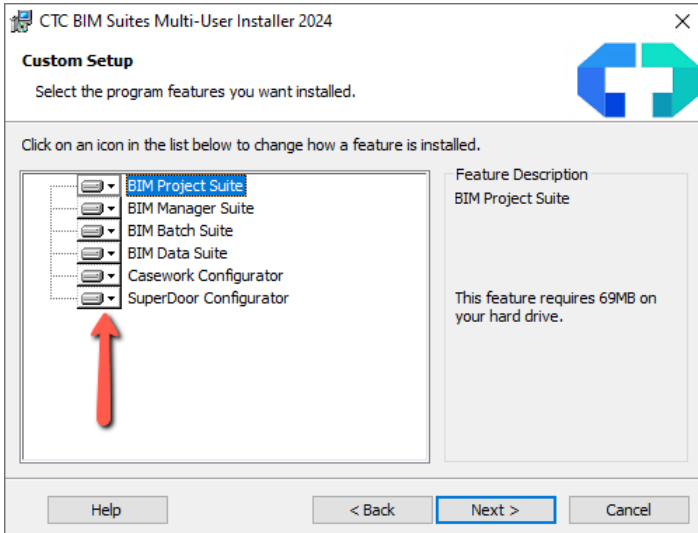 CTC BIM Suites Multi-User Installer 2024
Custom Setup
Select the program features you want installed.
Click on an icon in the list below to change how a feature is installed.
BIM Project Suite
BIM Manager Suite
BIM Batch Suite
BIM Data Suite
Casework Configurator
SuperDoor Configurator
Feature Description
BIM Project Suite
This feature requires 69MB on
your hard drive.
Help
< Back
Next >
Cancel